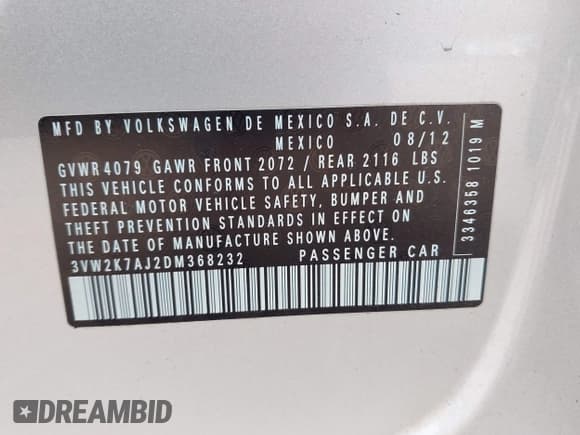 MFD BY VOLKSWAGEN DE MEXICO S.A. DE C.V.
MEXICO 08/12
GVWR 4079 GAWR FRONT 2072 / REAR 2116 LBS
THIS VEHICLE CONFORMS TO ALL APPLICABLE U.S.
FEDERAL MOTOR VEHICLE SAFETY, BUMPER AND
THEFT PREVENTION STANDARDS IN EFFECT ON
THE DATE OF MANUFACTURE SHOWN ABOVE
3VW2K7AJ2DM368232 PASSENGER CAR
3346358 1019 M
DREAMBID